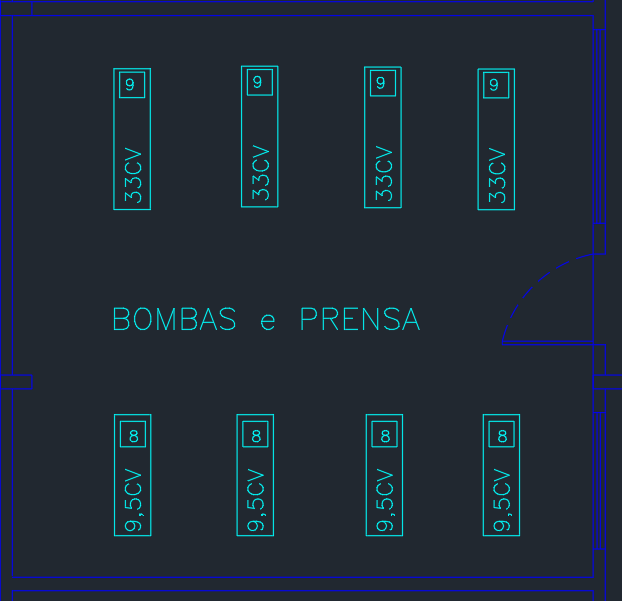 9 9 9 9
33CV 33CV 33CV 33CV
BOMBAS e PRENSA
8 8 8 8
9,5CV 9,5CV 9,5CV 9,5CV